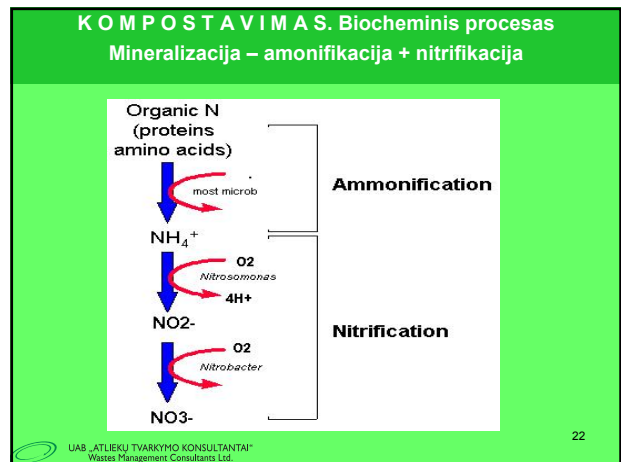 K O M P O S T A V I M A S. Biocheminis procesas
Mineralizacija – amonifikacija + nitrifikacija
Organic N
(proteins
amino acids)
most microb
Ammonification
NH4+
O2
Nitrosomonas
4H+
NO2-
Nitrification
O2
Nitrobacter
NO3-
22
UAB „ATLIEKŲ TVARKYMO KONSULTANTAI"
Wastes Management Consultants Ltd.